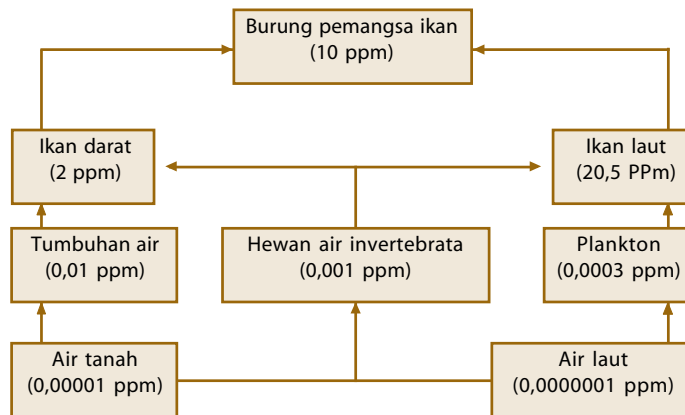 Burung pemangsa ikan
(10 ppm)
Ikan darat
(2 ppm)
Ikan laut
(20,5 PPm)
Tumbuhan air
(0,01 ppm)
Hewan air invertebrata
(0,001 ppm)
Plankton
(0,0003 ppm)
Air tanah
(0,00001 ppm)
Air laut
(0,0000001 ppm)